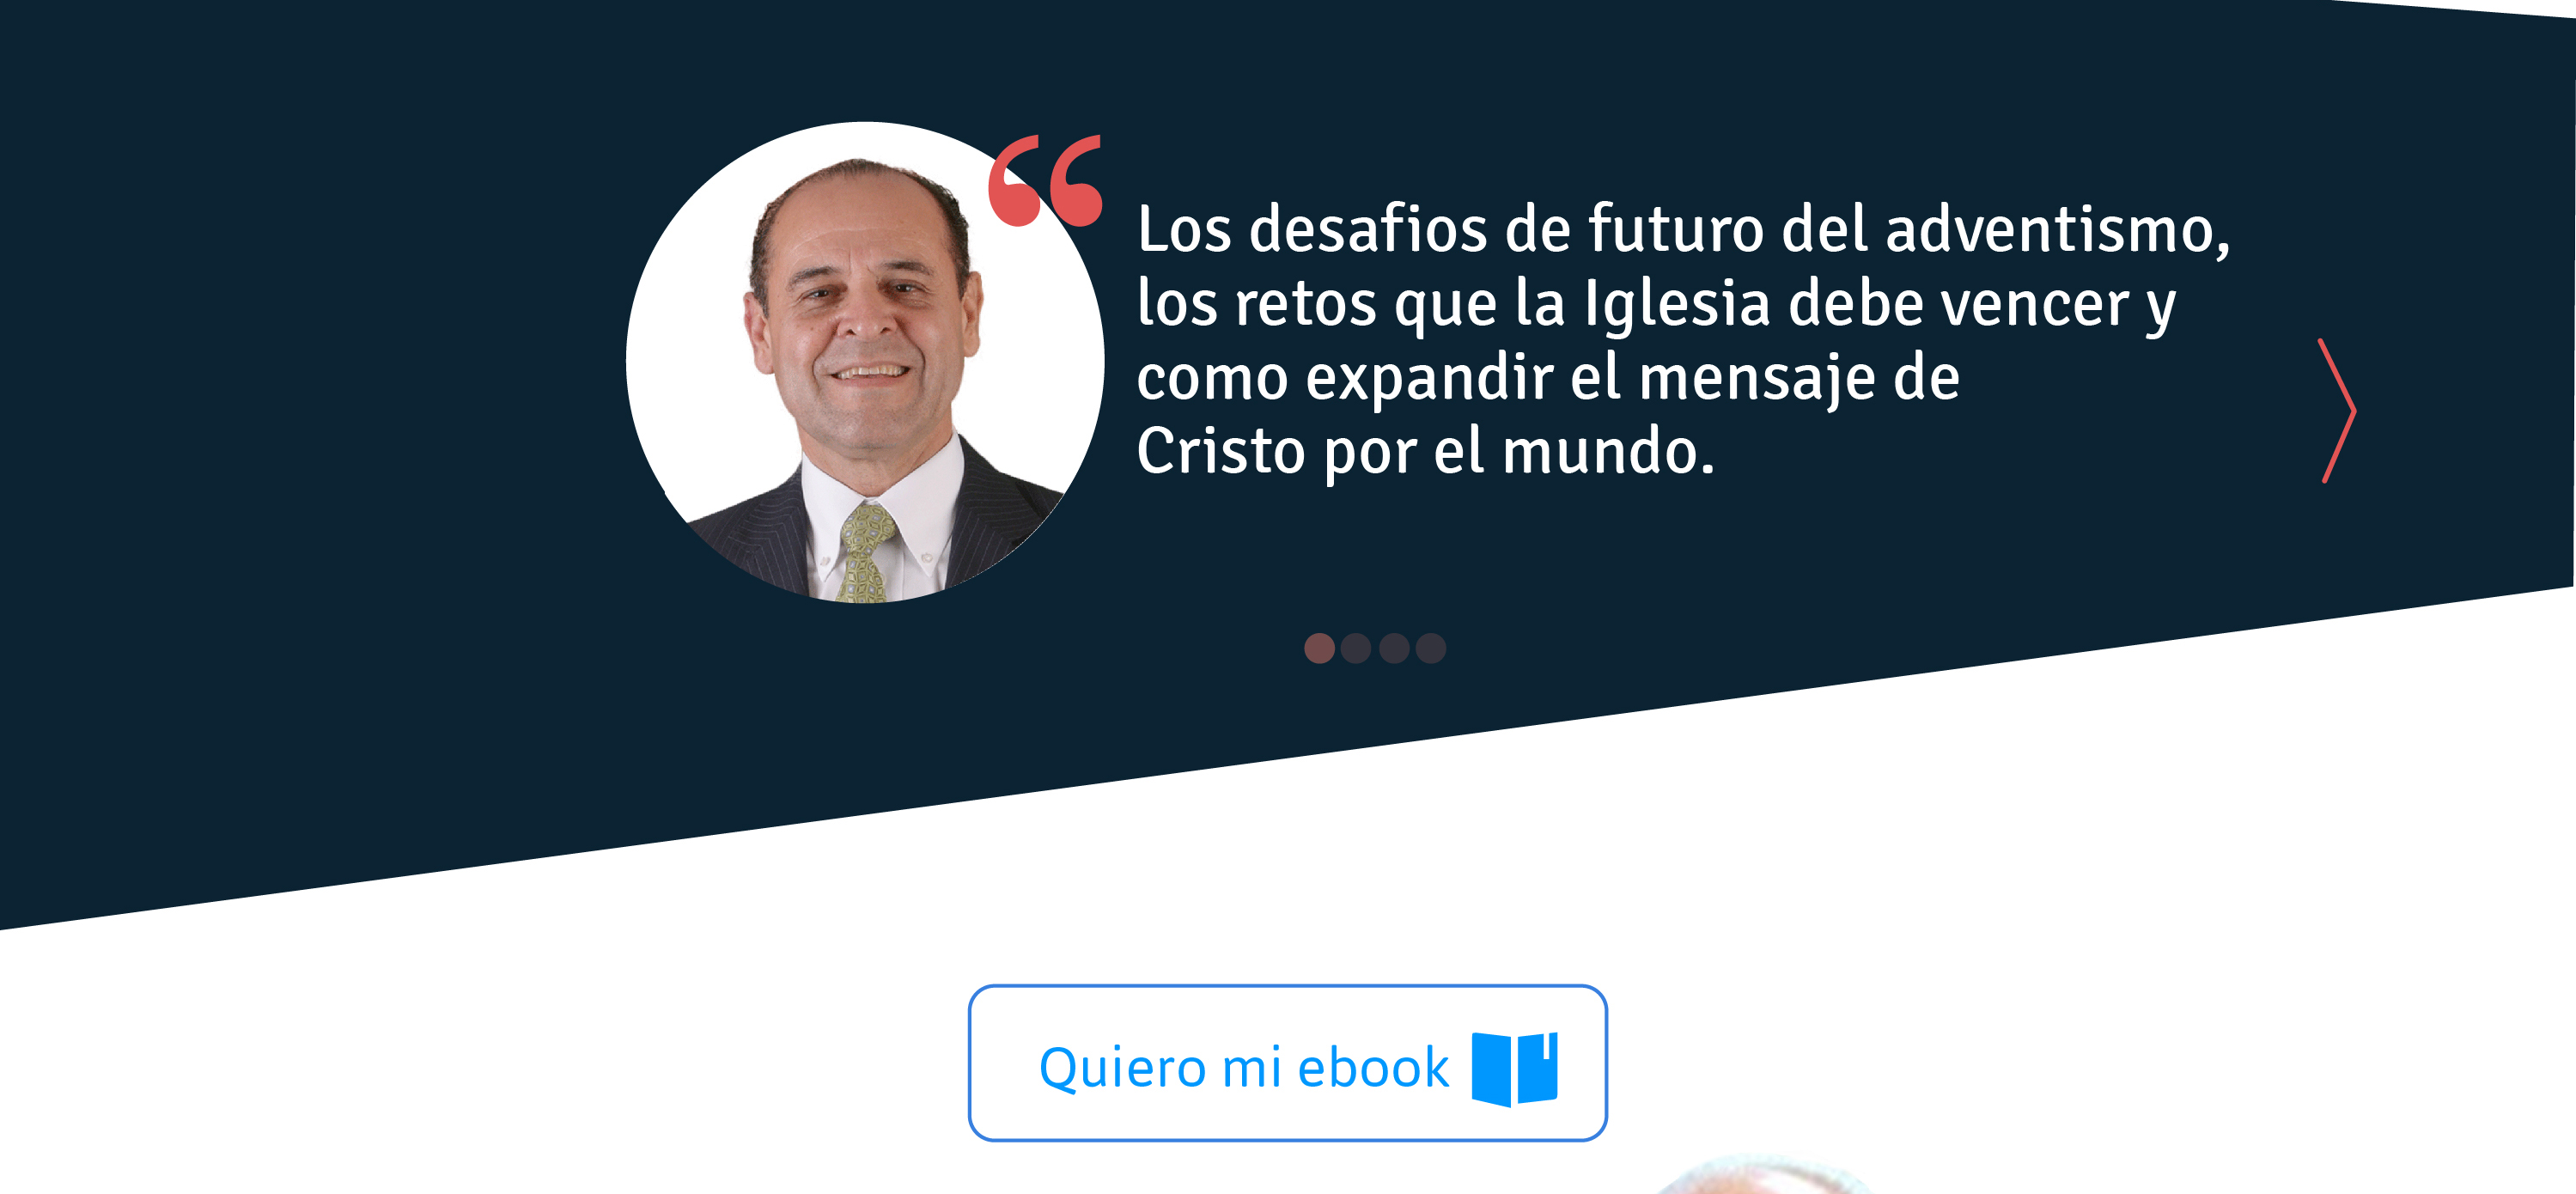 Los desafios de futuro del adventismo,
los retos que la Iglesia debe vencer y
como expandir el mensaje de
Cristo por el mundo.
Quiero mi ebook